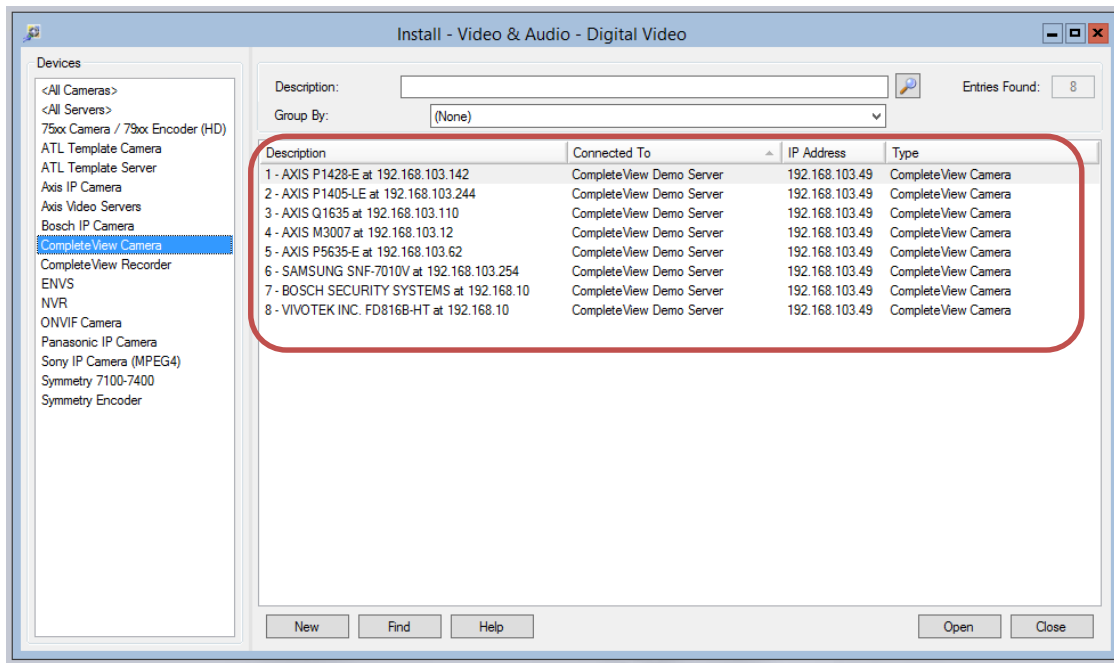 Install - Video & Audio - Digital Video
Devices
<All Cameras>
<All Servers>
75xx Camera / 79xx Encoder (HD)
ATL Template Camera
ATL Template Server
Axis IP Camera
Axis Video Servers
Bosch IP Camera
CompleteView Camera
CompleteView Recorder
ENVS
NVR
ONVIF Camera
Panasonic IP Camera
Sony IP Camera (MPEG4)
Symmetry 7100-7400
Symmetry Encoder
Description: Entries Found: 8
Group By: (None)
Description Connected To IP Address Type
1 - AXIS P1428-E at 192.168.103.142 CompleteView Demo Server 192.168.103.49 CompleteView Camera
2 - AXIS P1405-LE at 192.168.103.244 CompleteView Demo Server 192.168.103.49 CompleteView Camera
3 - AXIS Q1635 at 192.168.103.110 CompleteView Demo Server 192.168.103.49 CompleteView Camera
4 - AXIS M3007 at 192.168.103.12 CompleteView Demo Server 192.168.103.49 CompleteView Camera
5 - AXIS P5635-E at 192.168.103.62 CompleteView Demo Server 192.168.103.49 CompleteView Camera
6 - SAMSUNG SNF-7010V at 192.168.103.254 CompleteView Demo Server 192.168.103.49 CompleteView Camera
7 - BOSCH SECURITY SYSTEMS at 192.168.10 CompleteView Demo Server 192.168.103.49 CompleteView Camera
8 - VIVOTEK INC. FD816B-HT at 192.168.10 CompleteView Demo Server 192.168.103.49 CompleteView Camera
New Find Help Open Close